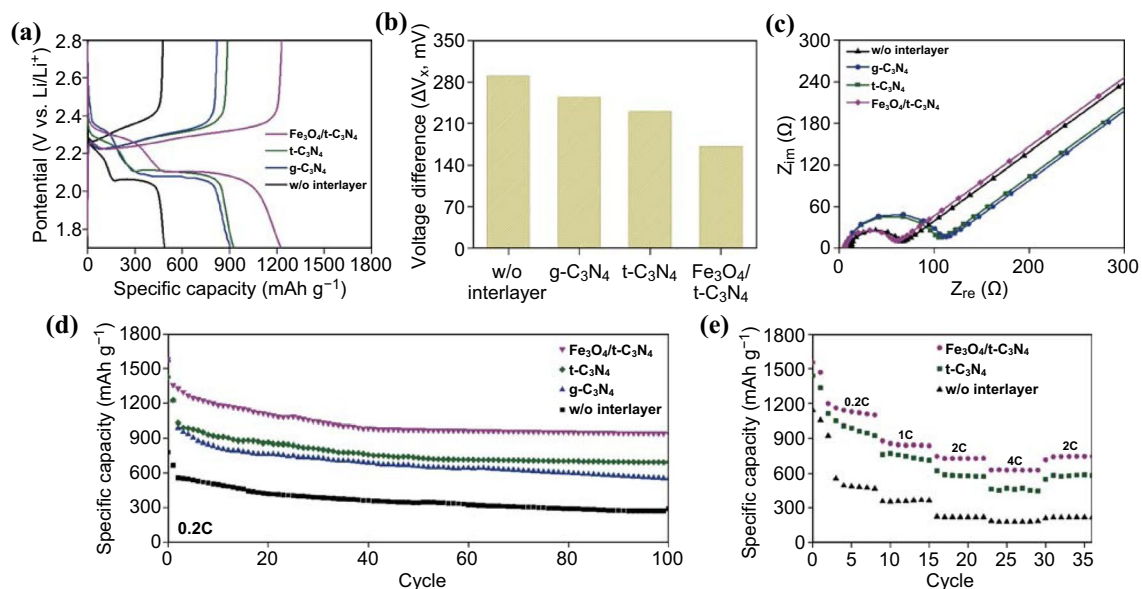 (a)
Pontential (V vs. Li/Li⁺)
2.8
2.6
2.4
2.2
2.0
1.8
0
300
600
900
1200
1500
1800
Specific capacity (mAh g⁻¹)
Fe₃O₄/t-C₃N₄
t-C₃N₄
g-C₃N₄
w/o interlayer
(b)
Voltage difference (ΔVₓ, mV)
350
280
210
140
70
0
w/o
interlayer
g-C₃N₄
t-C₃N₄
Fe₃O₄/
t-C₃N₄
(c)
Z_im (Ω)
300
240
180
120
60
0
0
100
200
300
Z_re (Ω)
w/o interlayer
g-C₃N₄
t-C₃N₄
Fe₃O₄/t-C₃N₄
(d)
Specific capacity (mAh g⁻¹)
1800
1500
1200
900
600
300
0
0
20
40
60
80
100
Cycle
Fe₃O₄/t-C₃N₄
t-C₃N₄
g-C₃N₄
w/o interlayer
0.2C
(e)
Specific capacity (mAh g⁻¹)
1800
1500
1200
900
600
300
0
0
5
10
15
20
25
30
35
Cycle
Fe₃O₄/t-C₃N₄
t-C₃N₄
w/o interlayer
0.2C
1C
2C
4C
2C